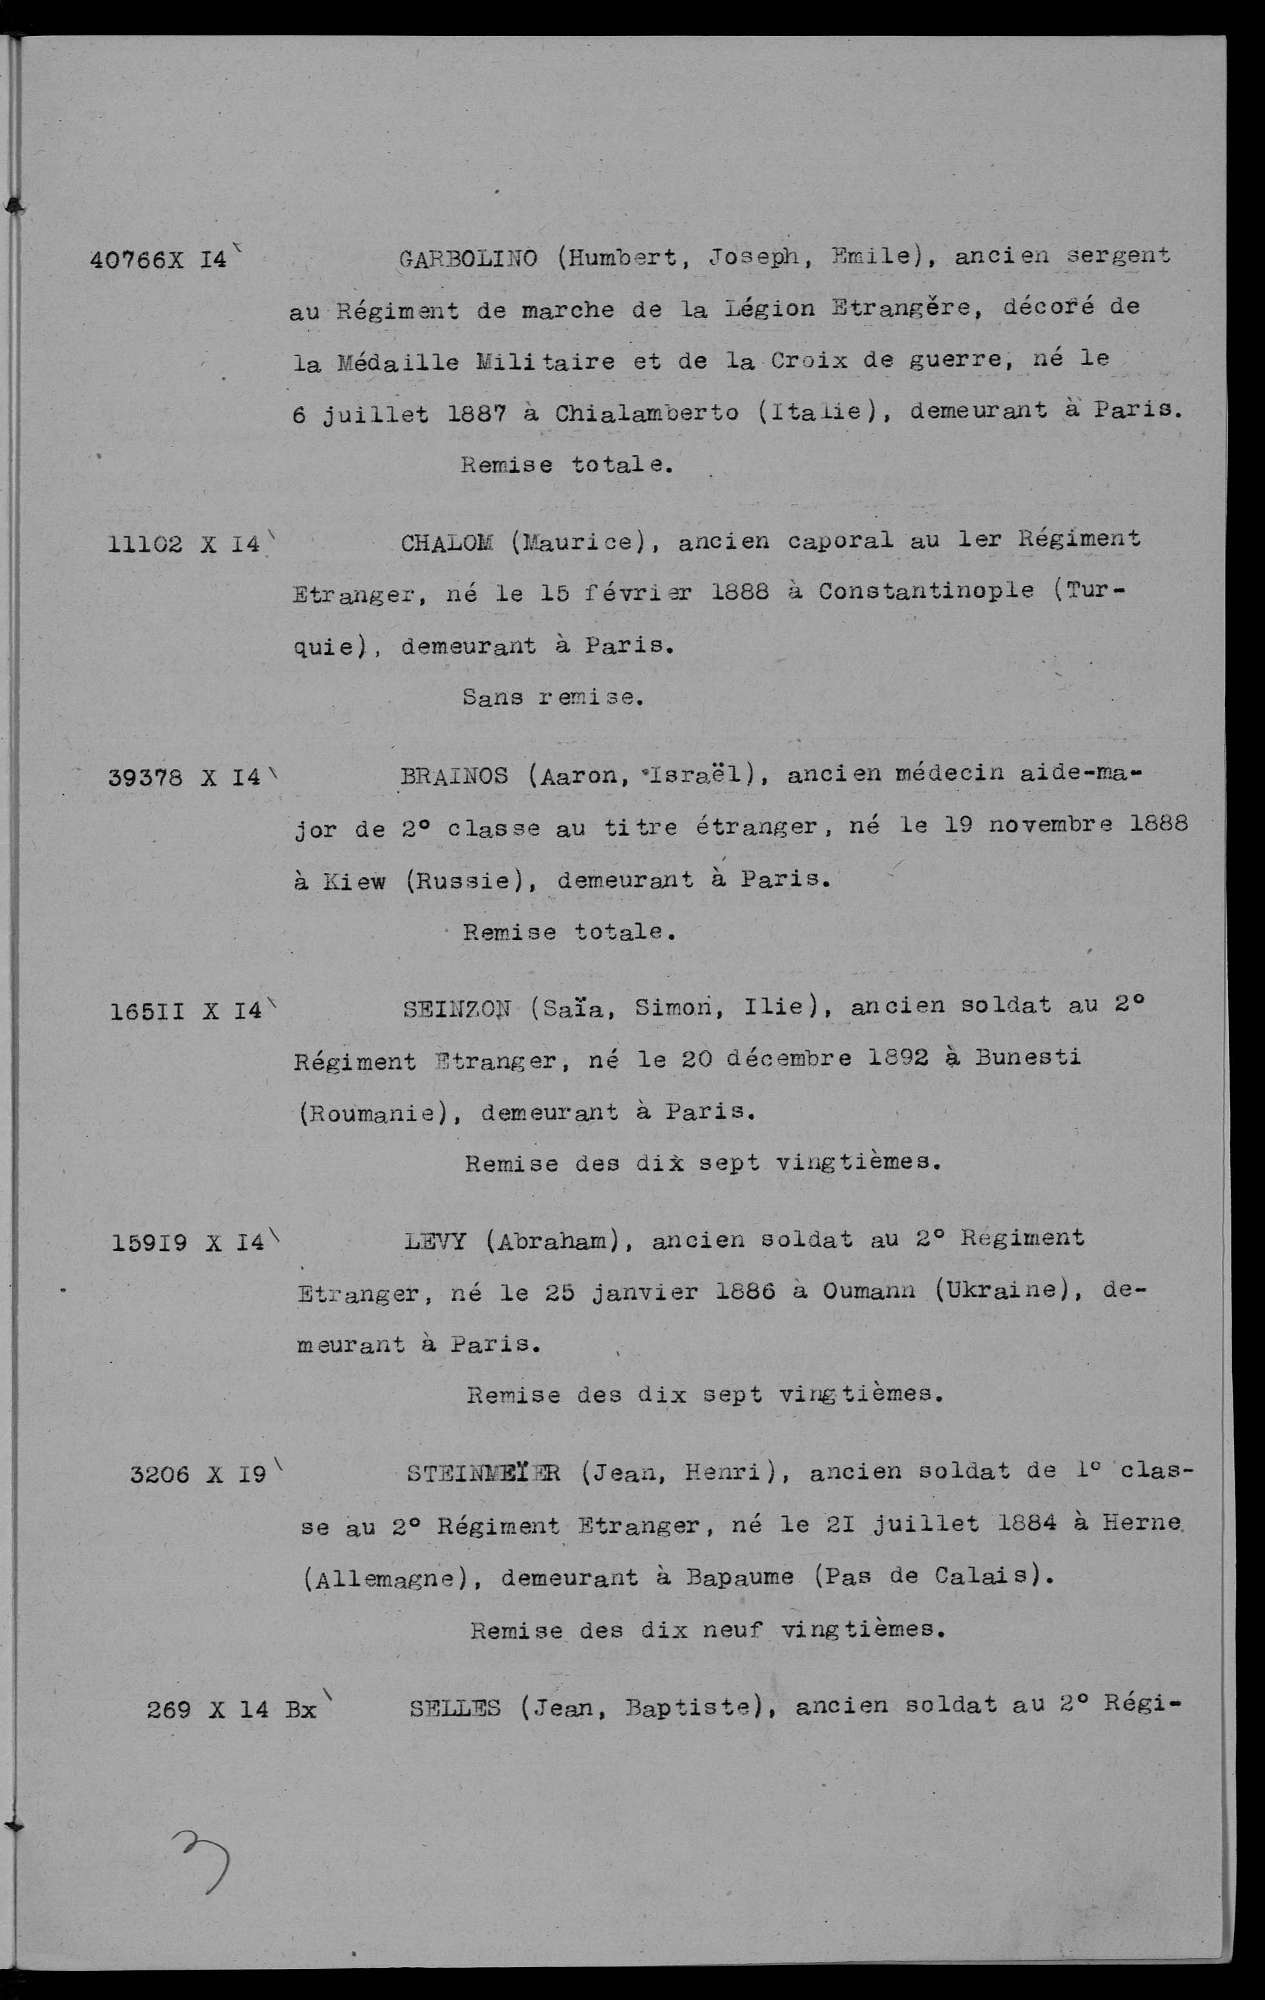 40766X I4 GARBOLINO (Humbert, Joseph, Emile), ancien sergent
au Régiment de marche de la Légion Etrangère, décoré de
la Médaille Militaire et de la Croix de guerre, né le
6 juillet 1887 à Chialamberto (Italie), demeurant à Paris.
Remise totale.
11102 X I4 CHALOM (Maurice), ancien caporal au 1er Régiment
Etranger, né le 15 février 1888 à Constantinople (Tur-
quie), demeurant à Paris.
Sans remise.
39378 X I4 BRAINOS (Aaron, Israël), ancien médecin aide-ma-
jor de 2° classe au titre étranger, né le 19 novembre 1888
à Kiew (Russie), demeurant à Paris.
Remise totale.
165II X I4 SEINZON (Saïa, Simon, Ilie), ancien soldat au 2°
Régiment Etranger, né le 20 décembre 1892 à Bunesti
(Roumanie), demeurant à Paris.
Remise des dix sept vingtièmes.
159I9 X I4 LEVY (Abraham), ancien soldat au 2° Régiment
Etranger, né le 25 janvier 1886 à Oumann (Ukraine), de-
meurant à Paris.
Remise des dix sept vingtièmes.
3206 X I9 STEINMEÏER (Jean, Henri), ancien soldat de 1° clas-
se au 2° Régiment Etranger, né le 2I juillet 1884 à Herne
(Allemagne), demeurant à Bapaume (Pas de Calais).
Remise des dix neuf vingtièmes.
269 X 14 Bx SELLES (Jean, Baptiste), ancien soldat au 2° Régi-
3